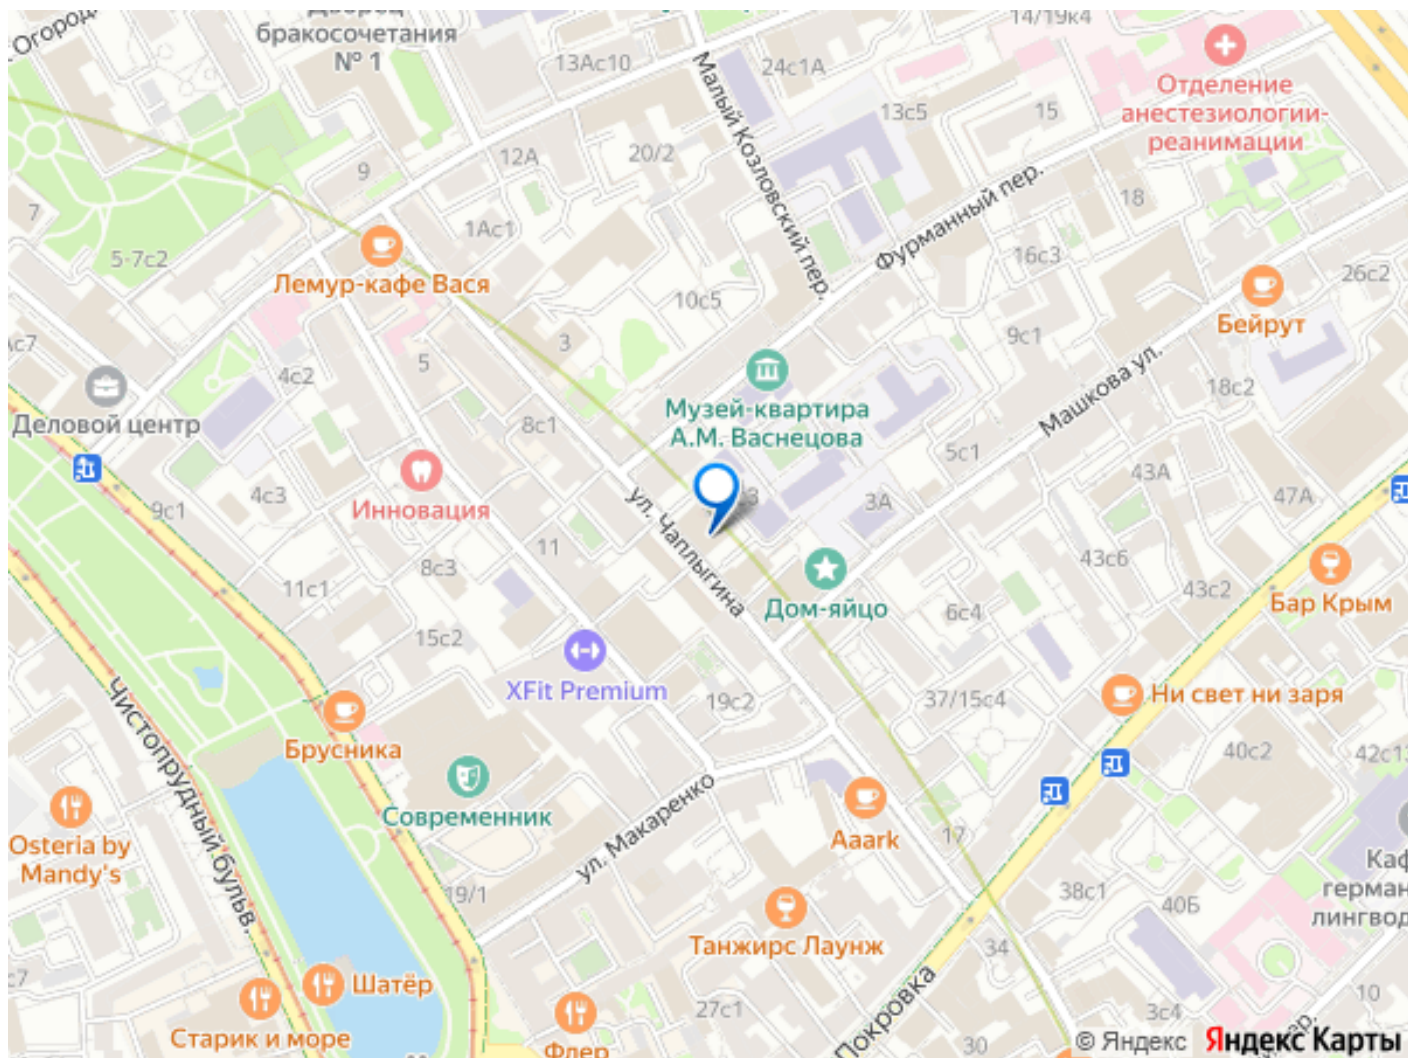 Дворец
бракосочетания
№ 1
14/19к4
13Ас10
24с1А
Отделение
анестезиологии-
реанимации
13с5
15
Малый Козловский пер.
12А
20/2
9
Фурманный пер.
18
7
1Ас1
5-7с2
16с3
26с2
Лемур-кафе Вася
10с5
Бейрут
9с1
3
5
4с2
Машкова ул.
18с2
Музей-квартира
А.М. Васнецова
Деловой центр
8с1
5с1
43А
47А
4с3
9с1
Инновация
ул. Чаплыгина
3А
11
43с6
8с3
43с2
11с1
Дом-яйцо
6с4
Бар Крым
15с2
XFit Premium
19с2
37/15с4
Ни свет ни заря
Чистопрудный бульв.
Брусника
40с2
Современник
ул. Макаренко
Aaark
17
Osteria by
Mandy's
19/1
38с1
40Б
Танжирс Лаунж
34
Шатёр
27с1
Покровка
3с4
10
Старик и море
Флер
30
© Яндекс Яндекс Карты